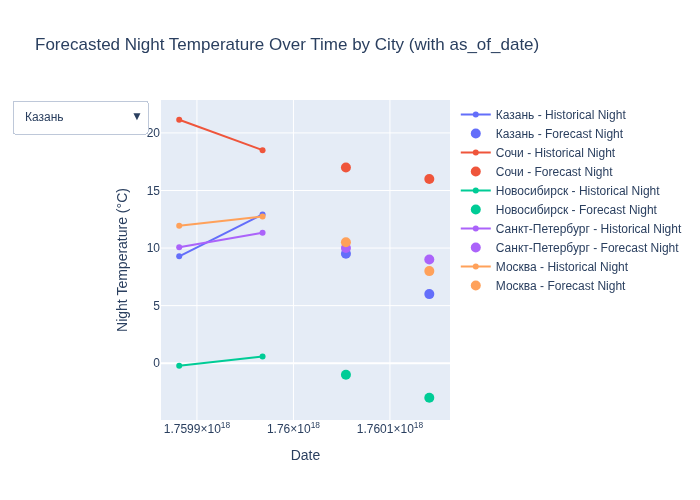 Forecasted Night Temperature Over Time by City (with as_of_date)
Казань ▼
20
15
10
5
0
Night Temperature (°C)
1.7599×10¹⁸
1.76×10¹⁸
1.7601×10¹⁸
Date
Казань - Historical Night
Казань - Forecast Night
Сочи - Historical Night
Сочи - Forecast Night
Новосибирск - Historical Night
Новосибирск - Forecast Night
Санкт-Петербург - Historical Night
Санкт-Петербург - Forecast Night
Москва - Historical Night
Москва - Forecast Night